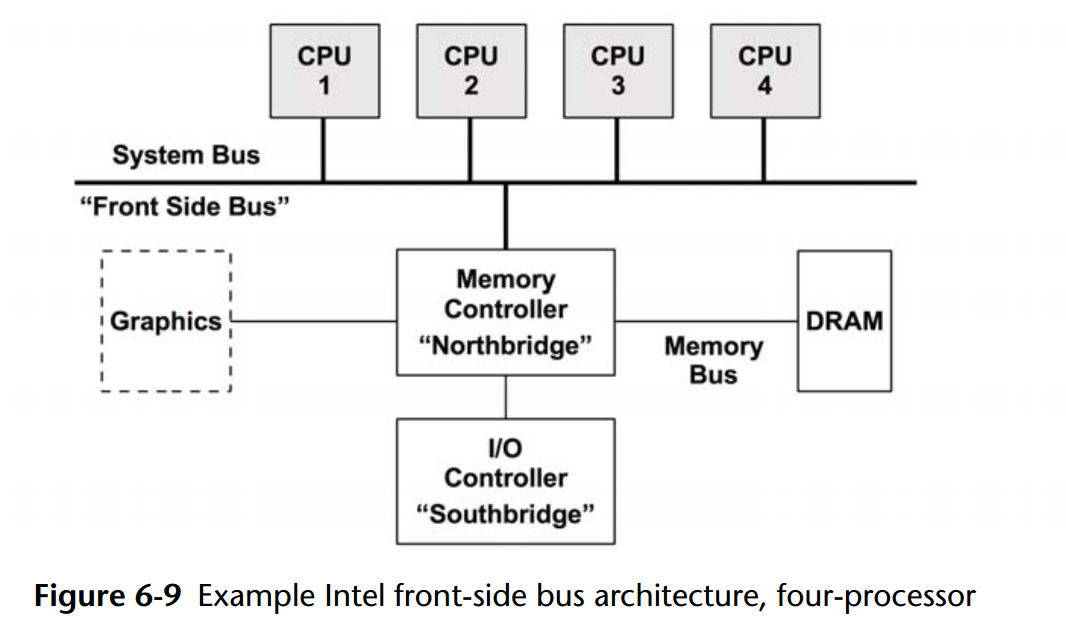 CPU
1
CPU
2
CPU
3
CPU
4
System Bus
“Front Side Bus”
Graphics
Memory
Controller
“Northbridge”
Memory
Bus
DRAM
I/O
Controller
“Southbridge”
Figure 6-9 Example Intel front-side bus architecture, four-processor